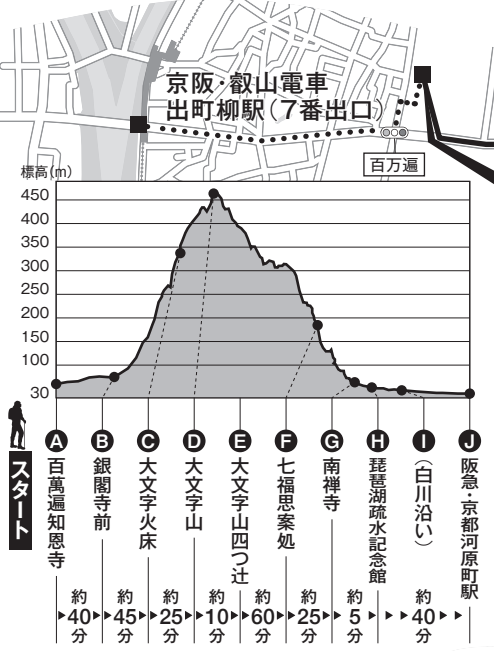 京阪・叡山電車
出町柳駅(7番出口)
百万遍
標高(m)
450
400
350
300
250
200
150
100
30
スタート
A 百萬遍知恩寺
B 銀閣寺前
C 大文字火床
D 大文字山
E 大文字山四つ辻
F 七福思案処
G 南禅寺
H 琵琶湖疏水記念館
I (白川沿い)
J 阪急・京都河原町駅
約40分
約45分
約25分
約10分
約60分
約25分
約5分
約40分